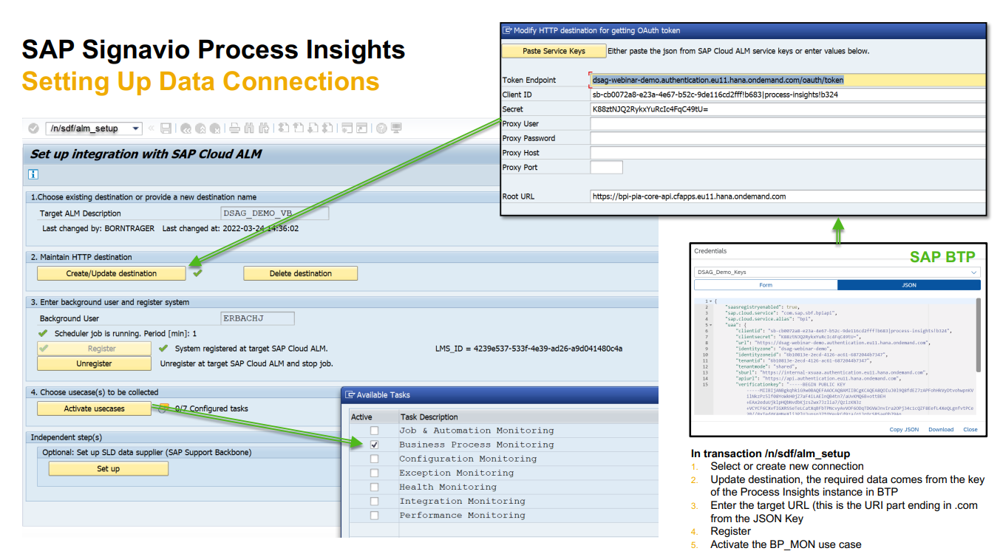 SAP Signavio Process Insights
Setting Up Data Connections
/n/sdf/alm_setup
Set up integration with SAP Cloud ALM
1.Choose existing destination or provide a new destination name
Target ALM Description DSAG_DEMO_VB
Last changed by: BORNTRAGER Last changed at: 2022-03-24 14:36:02
2. Maintain HTTP destination
Create/Update destination Delete destination
3. Enter background user and register system
Background User ERBACHJ
Scheduler job is running. Period [min]: 1
Register System registered at target SAP Cloud ALM. LMS_ID = 4239e537-533f-4e39-ad26-a9d041480c4a
Unregister Unregister at target SAP Cloud ALM and stop job.
4. Choose usecase(s) to be collected
Activate usecases 0/7 Configured tasks
Independent step(s)
Optional: Set up SLD data supplier (SAP Support Backbone)
Set up
Available Tasks
Active Task Description
Job & Automation Monitoring
Business Process Monitoring
Configuration Monitoring
Exception Monitoring
Health Monitoring
Integration Monitoring
Performance Monitoring
Modify HTTP destination for getting OAuth token
Paste Service Keys Either paste the json from SAP Cloud ALM service keys or enter values below.
Token Endpoint dsag-webinar-demo.authentication.eu11.hana.ondemand.com/oauth/token
Client ID sb-cb0072a8-e23a-4e67-b52c-9de116cd2fff!b683|process-insights!b324
Secret K88ztNJQ2RykxYuRcIc4FqC49tU=
Proxy User
Proxy Password
Proxy Host
Proxy Port
Root URL https://bpi-pia-core-api.cfapps.eu11.hana.ondemand.com
Credentials
SAP BTP
DSAG_Demo_Keys
Form JSON
1 {
2 "saasregistryenabled": true,
3 "sap.cloud.service": "com.sap.sbf.bpiapi",
4 "sap.cloud.service.alias": "bpi",
5 "uaa": {
6 "clientid": "sb-cb0072a8-e23a-4e67-b52c-9de116cd2fff!b683|process-insights!b324",
7 "clientsecret": "K88ztNJQ2RykxYuRcIc4FqC49tU=",
8 "url": "https://dsag-webinar-demo.authentication.eu11.hana.ondemand.com",
9 "identityzone": "dsag-webinar-demo",
10 "identityzoneid": "6b10813e-2ecd-4126-ac61-6872044b7347",
11 "tenantid": "6b10813e-2ecd-4126-ac61-6872044b7347",
12 "tenantmode": "shared",
13 "sburl": "https://internal-xsuaa.authentication.eu11.hana.ondemand.com",
14 "apiurl": "https://api.authentication.eu11.hana.ondemand.com",
15 "verificationkey": "-----BEGIN PUBLIC KEY
Copy JSON Download Close
In transaction /n/sdf/alm_setup
1. Select or create new connection
2. Update destination, the required data comes from the key
of the Process Insights instance in BTP
3. Enter the target URL (this is the URI part ending in .com
from the JSON Key
4. Register
5. Activate the BP_MON use case